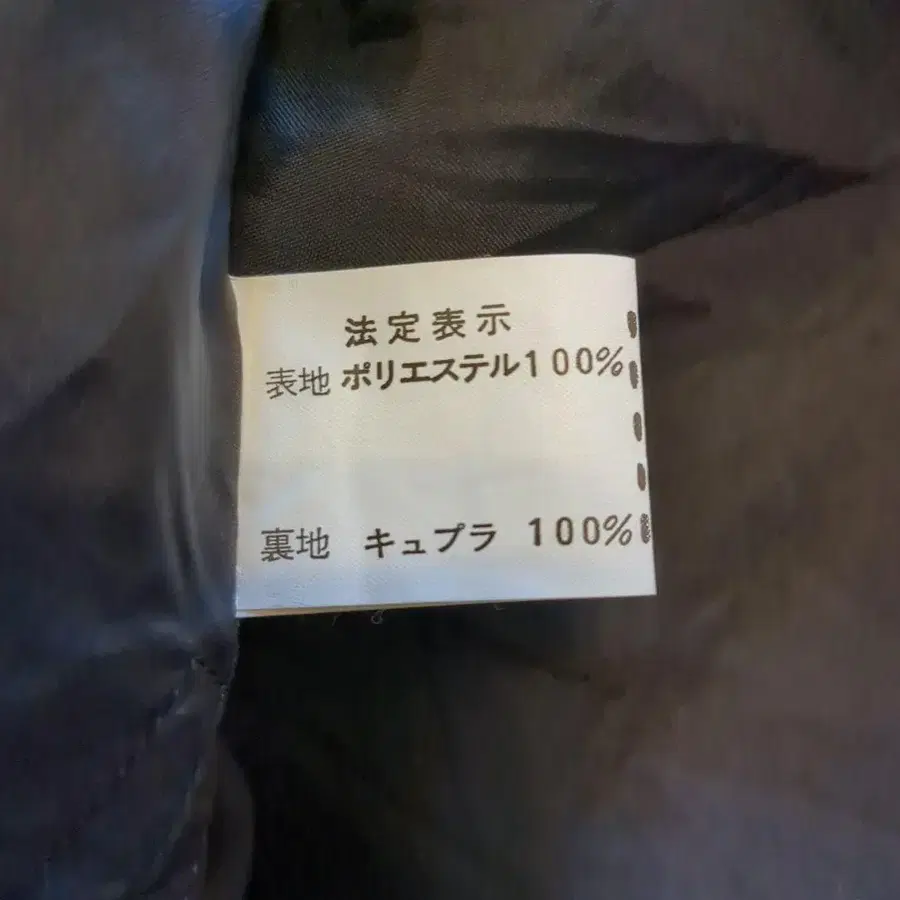 法定表示
表地 ポリエステル100%
裏地 キュプラ 100%